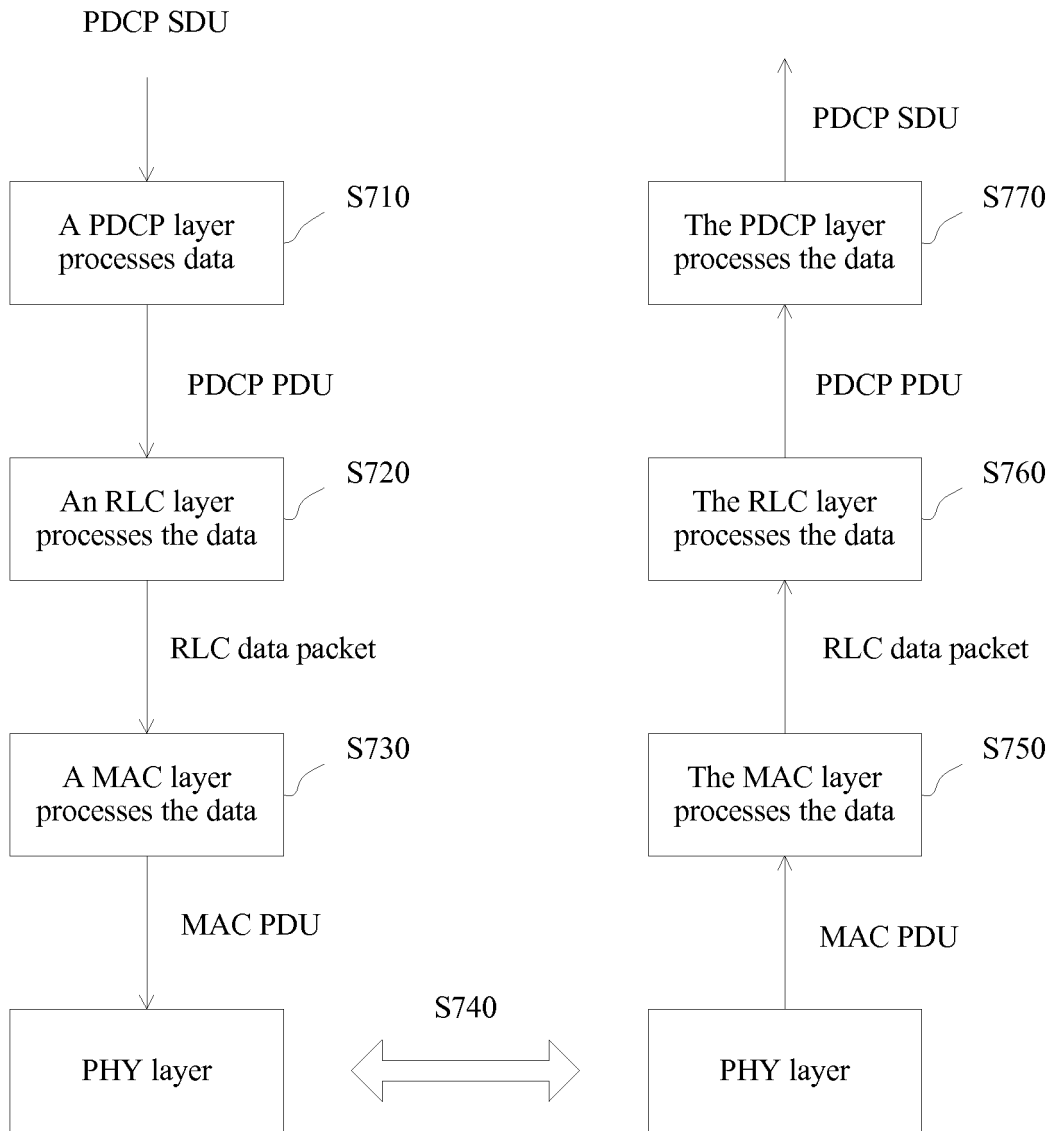 PDCP SDU
A PDCP layer
processes data
S710
PDCP PDU
An RLC layer
processes the data
S720
RLC data packet
A MAC layer
processes the data
S730
MAC PDU
PHY layer
S740
PDCP SDU
The PDCP layer
processes the data
S770
PDCP PDU
The RLC layer
processes the data
S760
RLC data packet
The MAC layer
processes the data
S750
MAC PDU
PHY layer